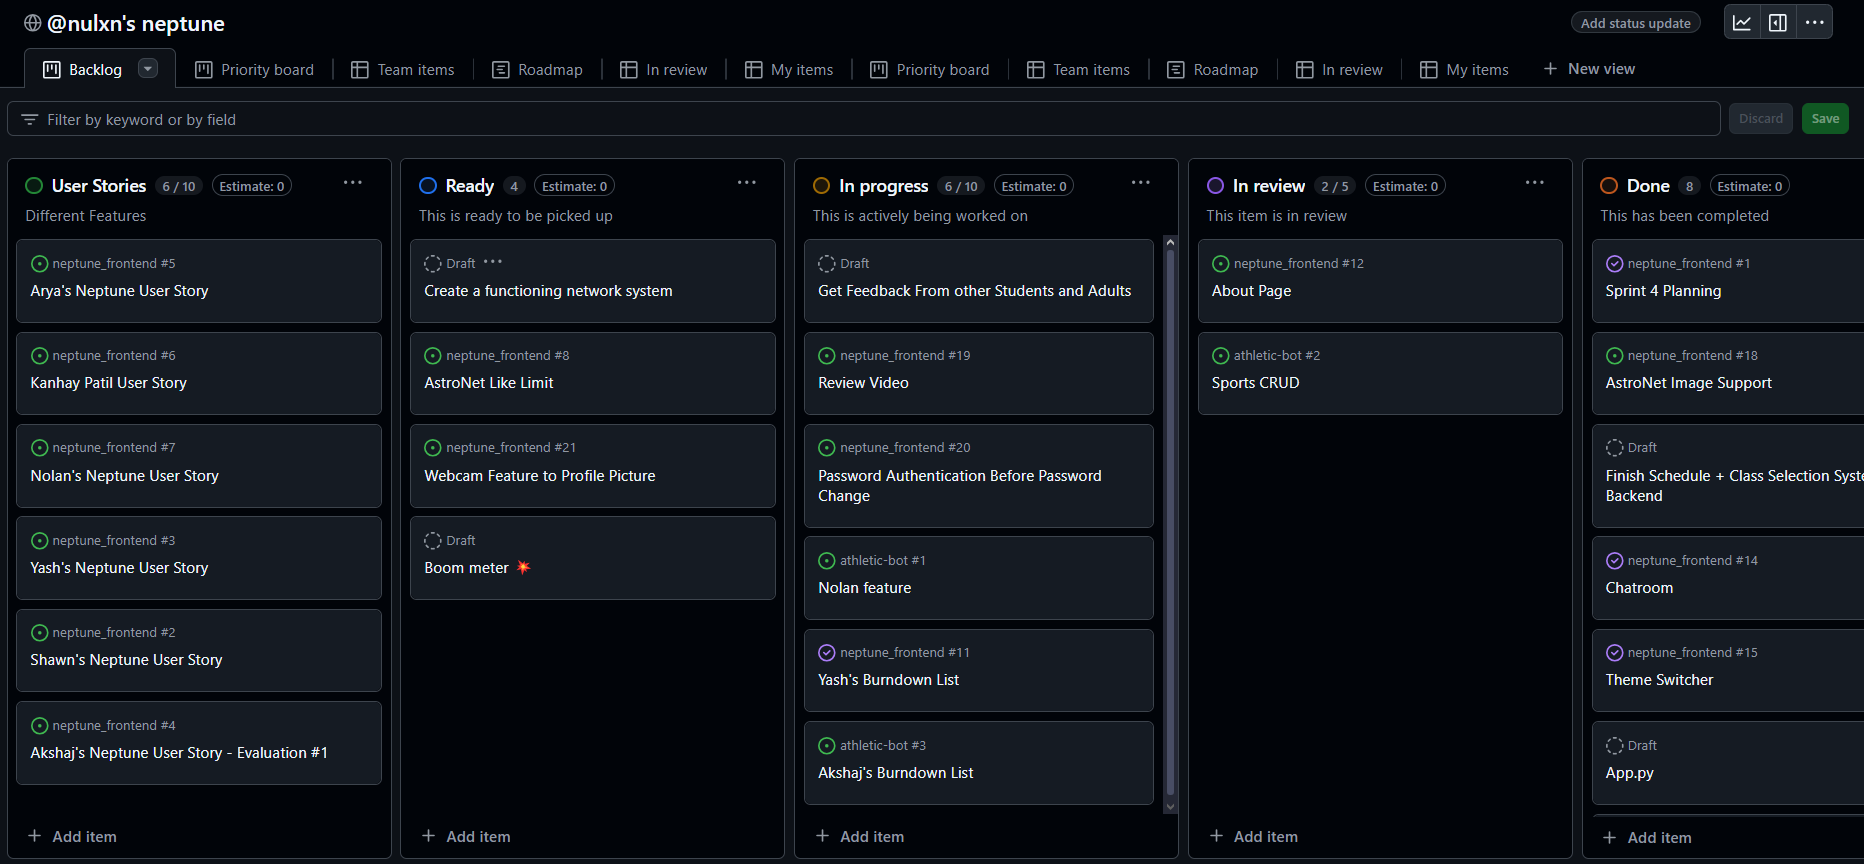 @nulxn's neptune
Add status update
Backlog
Priority board
Team items
Roadmap
In review
My items
Priority board
Team items
Roadmap
In review
My items
New view
Filter by keyword or by field
Discard
Save
User Stories 6 / 10 Estimate: 0
Different Features
neptune_frontend #5
Arya's Neptune User Story
neptune_frontend #6
Kanhay Patil User Story
neptune_frontend #7
Nolan's Neptune User Story
neptune_frontend #3
Yash's Neptune User Story
neptune_frontend #2
Shawn's Neptune User Story
neptune_frontend #4
Akshaj's Neptune User Story - Evaluation #1
Add item
Ready 4 Estimate: 0
This is ready to be picked up
Draft
Create a functioning network system
neptune_frontend #8
AstroNet Like Limit
neptune_frontend #21
Webcam Feature to Profile Picture
Draft
Boom meter 💥
Add item
In progress 6 / 10 Estimate: 0
This is actively being worked on
Draft
Get Feedback From other Students and Adults
neptune_frontend #19
Review Video
neptune_frontend #20
Password Authentication Before Password
Change
athletic-bot #1
Nolan feature
neptune_frontend #11
Yash's Burndown List
athletic-bot #3
Akshaj's Burndown List
Add item
In review 2 / 5 Estimate: 0
This item is in review
neptune_frontend #12
About Page
athletic-bot #2
Sports CRUD
Add item
Done 8 Estimate: 0
This has been completed
neptune_frontend #1
Sprint 4 Planning
neptune_frontend #18
AstroNet Image Support
Draft
Finish Schedule + Class Selection Syste
Backend
neptune_frontend #14
Chatroom
neptune_frontend #15
Theme Switcher
Draft
App.py
Add item